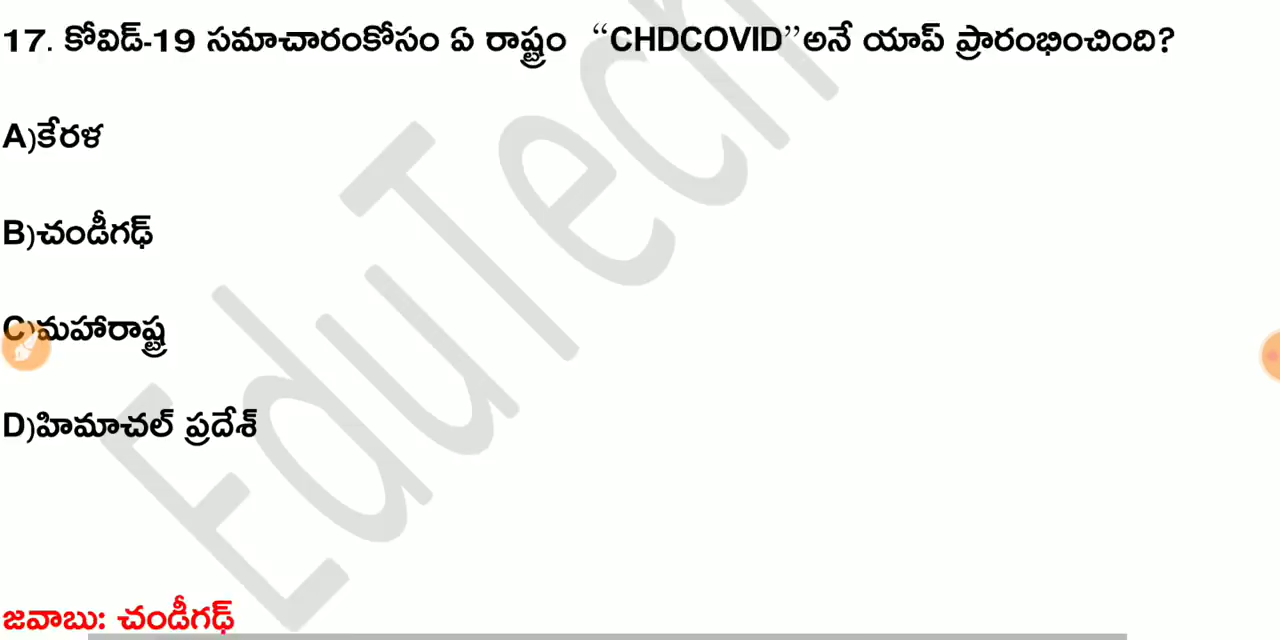 17. కోవిడ్-19 సమాచారంకోసం ఏ రాష్ట్రం “CHDCOVID”అనే యాప్ ప్రారంభించింది?
A)కేరళ
B)చండీగఢ్
C)మహారాష్ట్ర
D)హిమాచల్ ప్రదేశ్
జవాబు: చండీగఢ్
EduTech